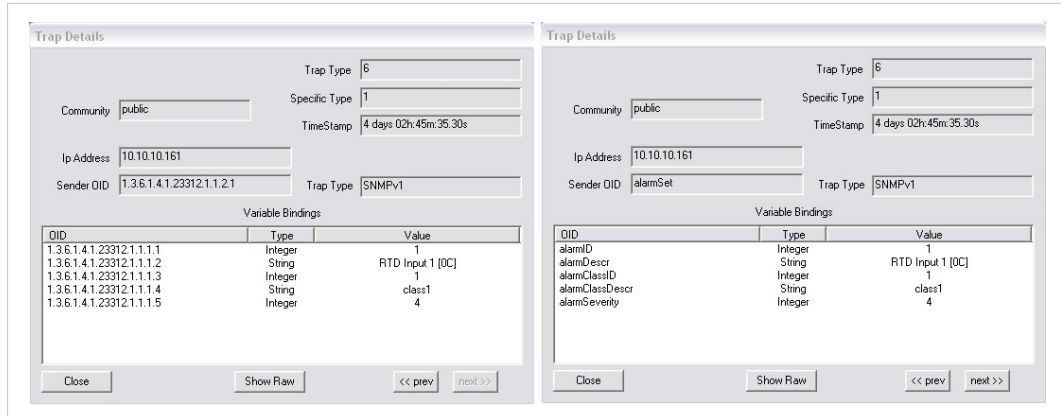 Trap Details
Trap Type 6
Community public
Specific Type 1
TimeStamp 4 days 02h:45m:35.30s
Ip Address 10.10.10.161
Sender OID 1.3.6.1.4.1.23312.1.1.2.1 Trap Type SNMPv1
Variable Bindings
OID Type Value
1.3.6.1.4.1.23312.1.1.1.1 Integer 1
1.3.6.1.4.1.23312.1.1.1.2 String RTD Input 1 [0C]
1.3.6.1.4.1.23312.1.1.1.3 Integer 1
1.3.6.1.4.1.23312.1.1.1.4 String class1
1.3.6.1.4.1.23312.1.1.1.5 Integer 4
Close Show Raw << prev next >>
Trap Details
Trap Type 6
Community public
Specific Type 1
TimeStamp 4 days 02h:45m:35.30s
Ip Address 10.10.10.161
Sender OID alarmSet Trap Type SNMPv1
Variable Bindings
OID Type Value
alarmID Integer 1
alarmDescr String RTD Input 1 [0C]
alarmClassID Integer 1
alarmClassDescr String class1
alarmSeverity Integer 4
Close Show Raw << prev next >>